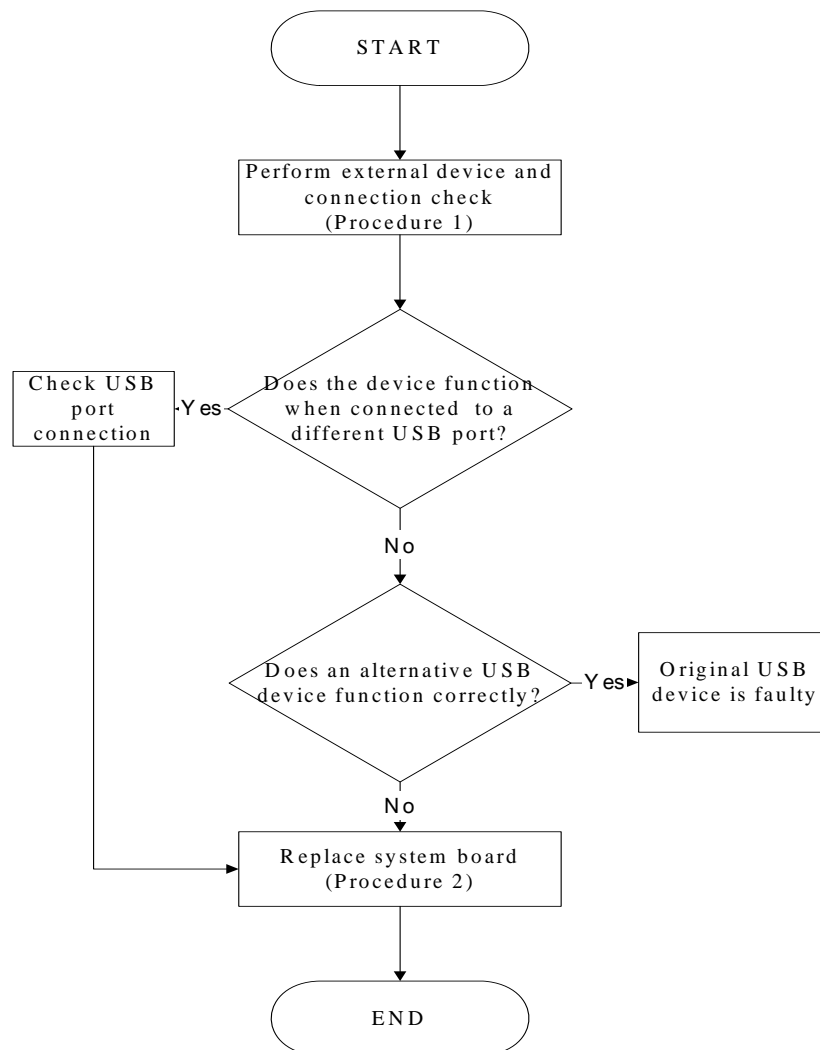 START
Perform external device and
connection check
(Procedure 1)
Does the device function
when connected to a
different USB port?
Yes
Check USB
port
connection
No
Does an alternative USB
device function correctly?
Yes
Original USB
device is faulty
No
Replace system board
(Procedure 2)
END